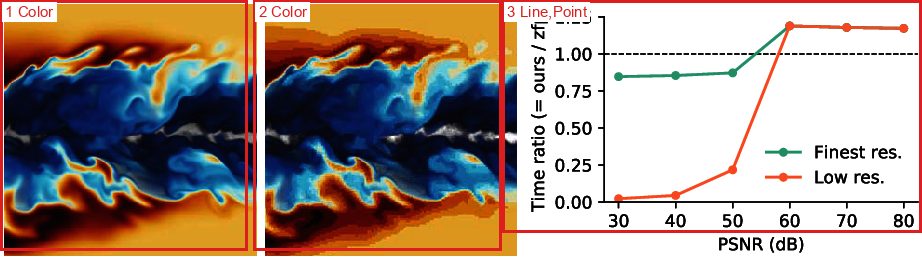 1 Color
2 Color
3 Line,Point
Time ratio (= ours / zf
1.00
0.75
0.50
0.25
0.00
Finest res.
Low res.
30 40 50 60 70 80
PSNR (dB)